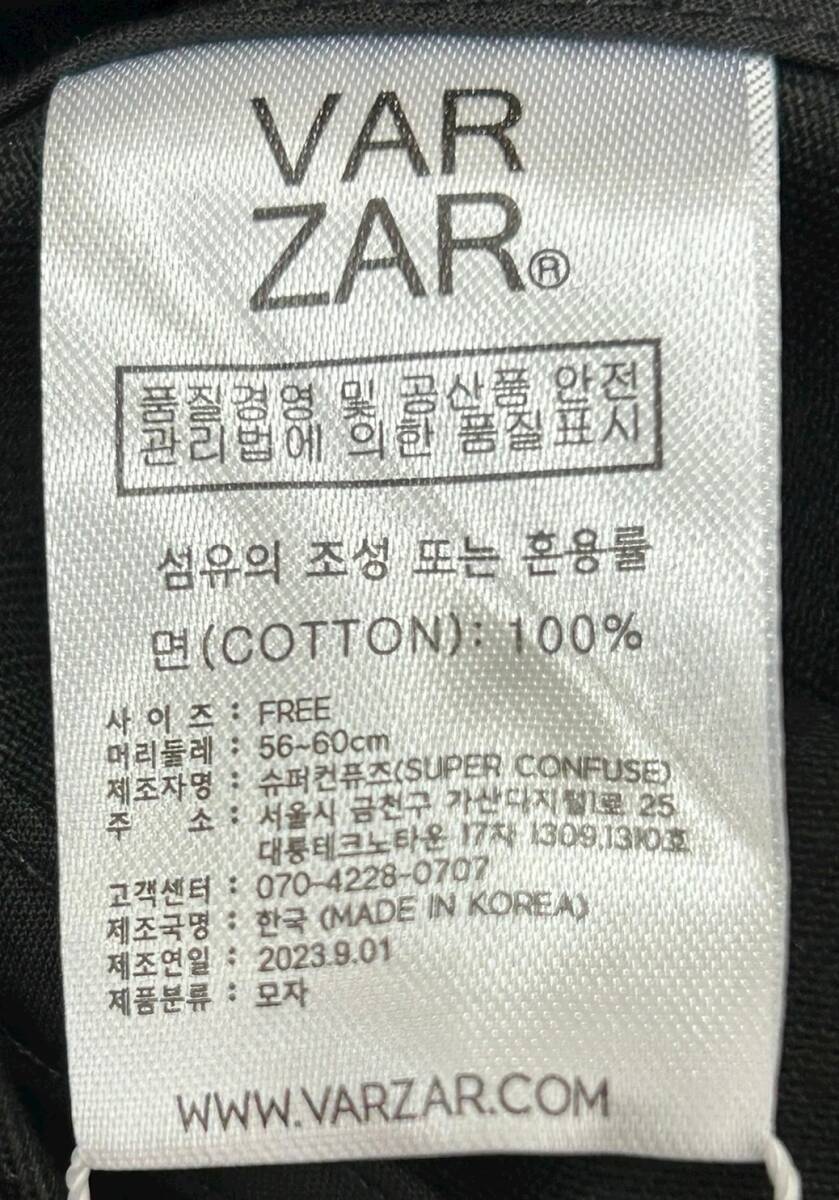 VAR
ZAR®
품질경영 및 공산품 안전
관리법에 의한 품질표시
섬유의 조성 또는 혼용률
면(COTTON): 100%
사 이 즈 : FREE
머리둘레 : 56~60cm
제조자명 : 슈퍼컨퓨즈(SUPER CONFUSE)
주 소 : 서울시 금천구 가산디지털1로 25
대륭테크노타운 17차 1309,1310호
고객센터 : 070-4228-0707
제조국명 : 한국 (MADE IN KOREA)
제조연일 : 2023.9.01
제품분류 : 모자
WWW.VARZAR.COM